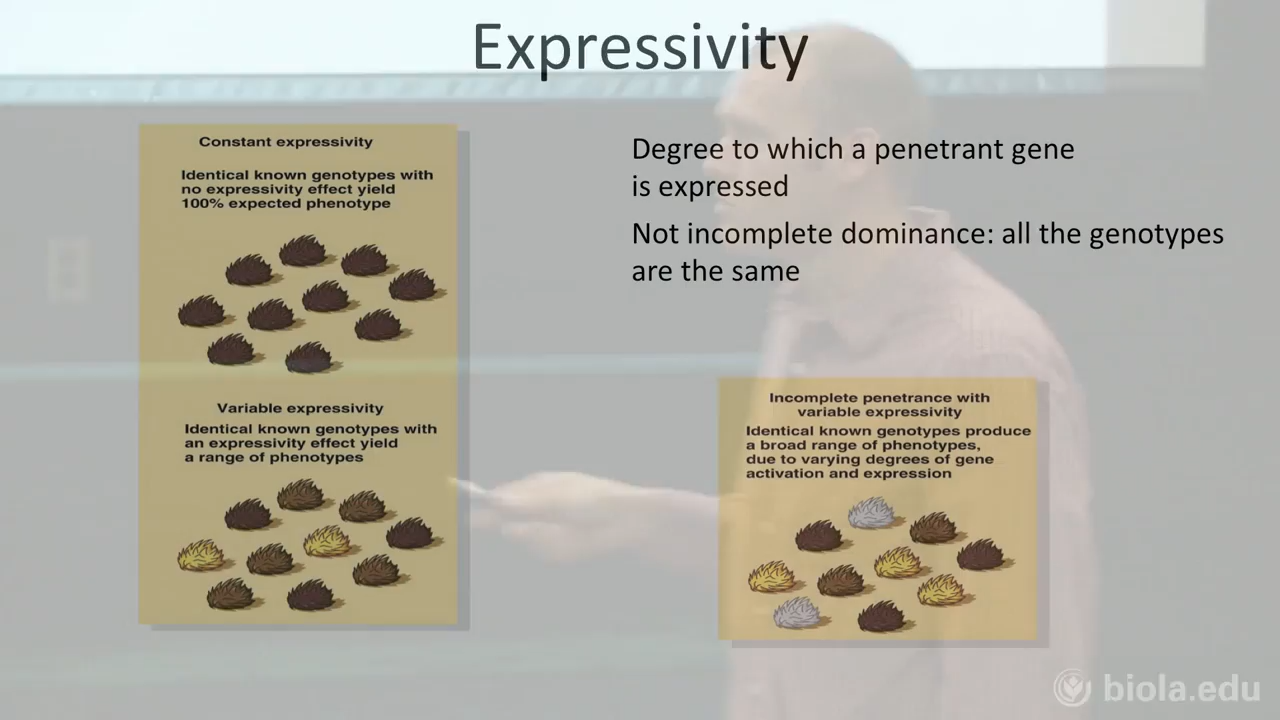 Expressivity
Constant expressivity
Identical known genotypes with
no expressivity effect yield
100% expected phenotype
Variable expressivity
Identical known genotypes with
an expressivity effect yield
a range of phenotypes
Degree to which a penetrant gene
is expressed
Not incomplete dominance: all the genotypes
are the same
Incomplete penetrance with
variable expressivity
Identical known genotypes produce
a broad range of phenotypes,
due to varying degrees of gene
activation and expression
biola.edu